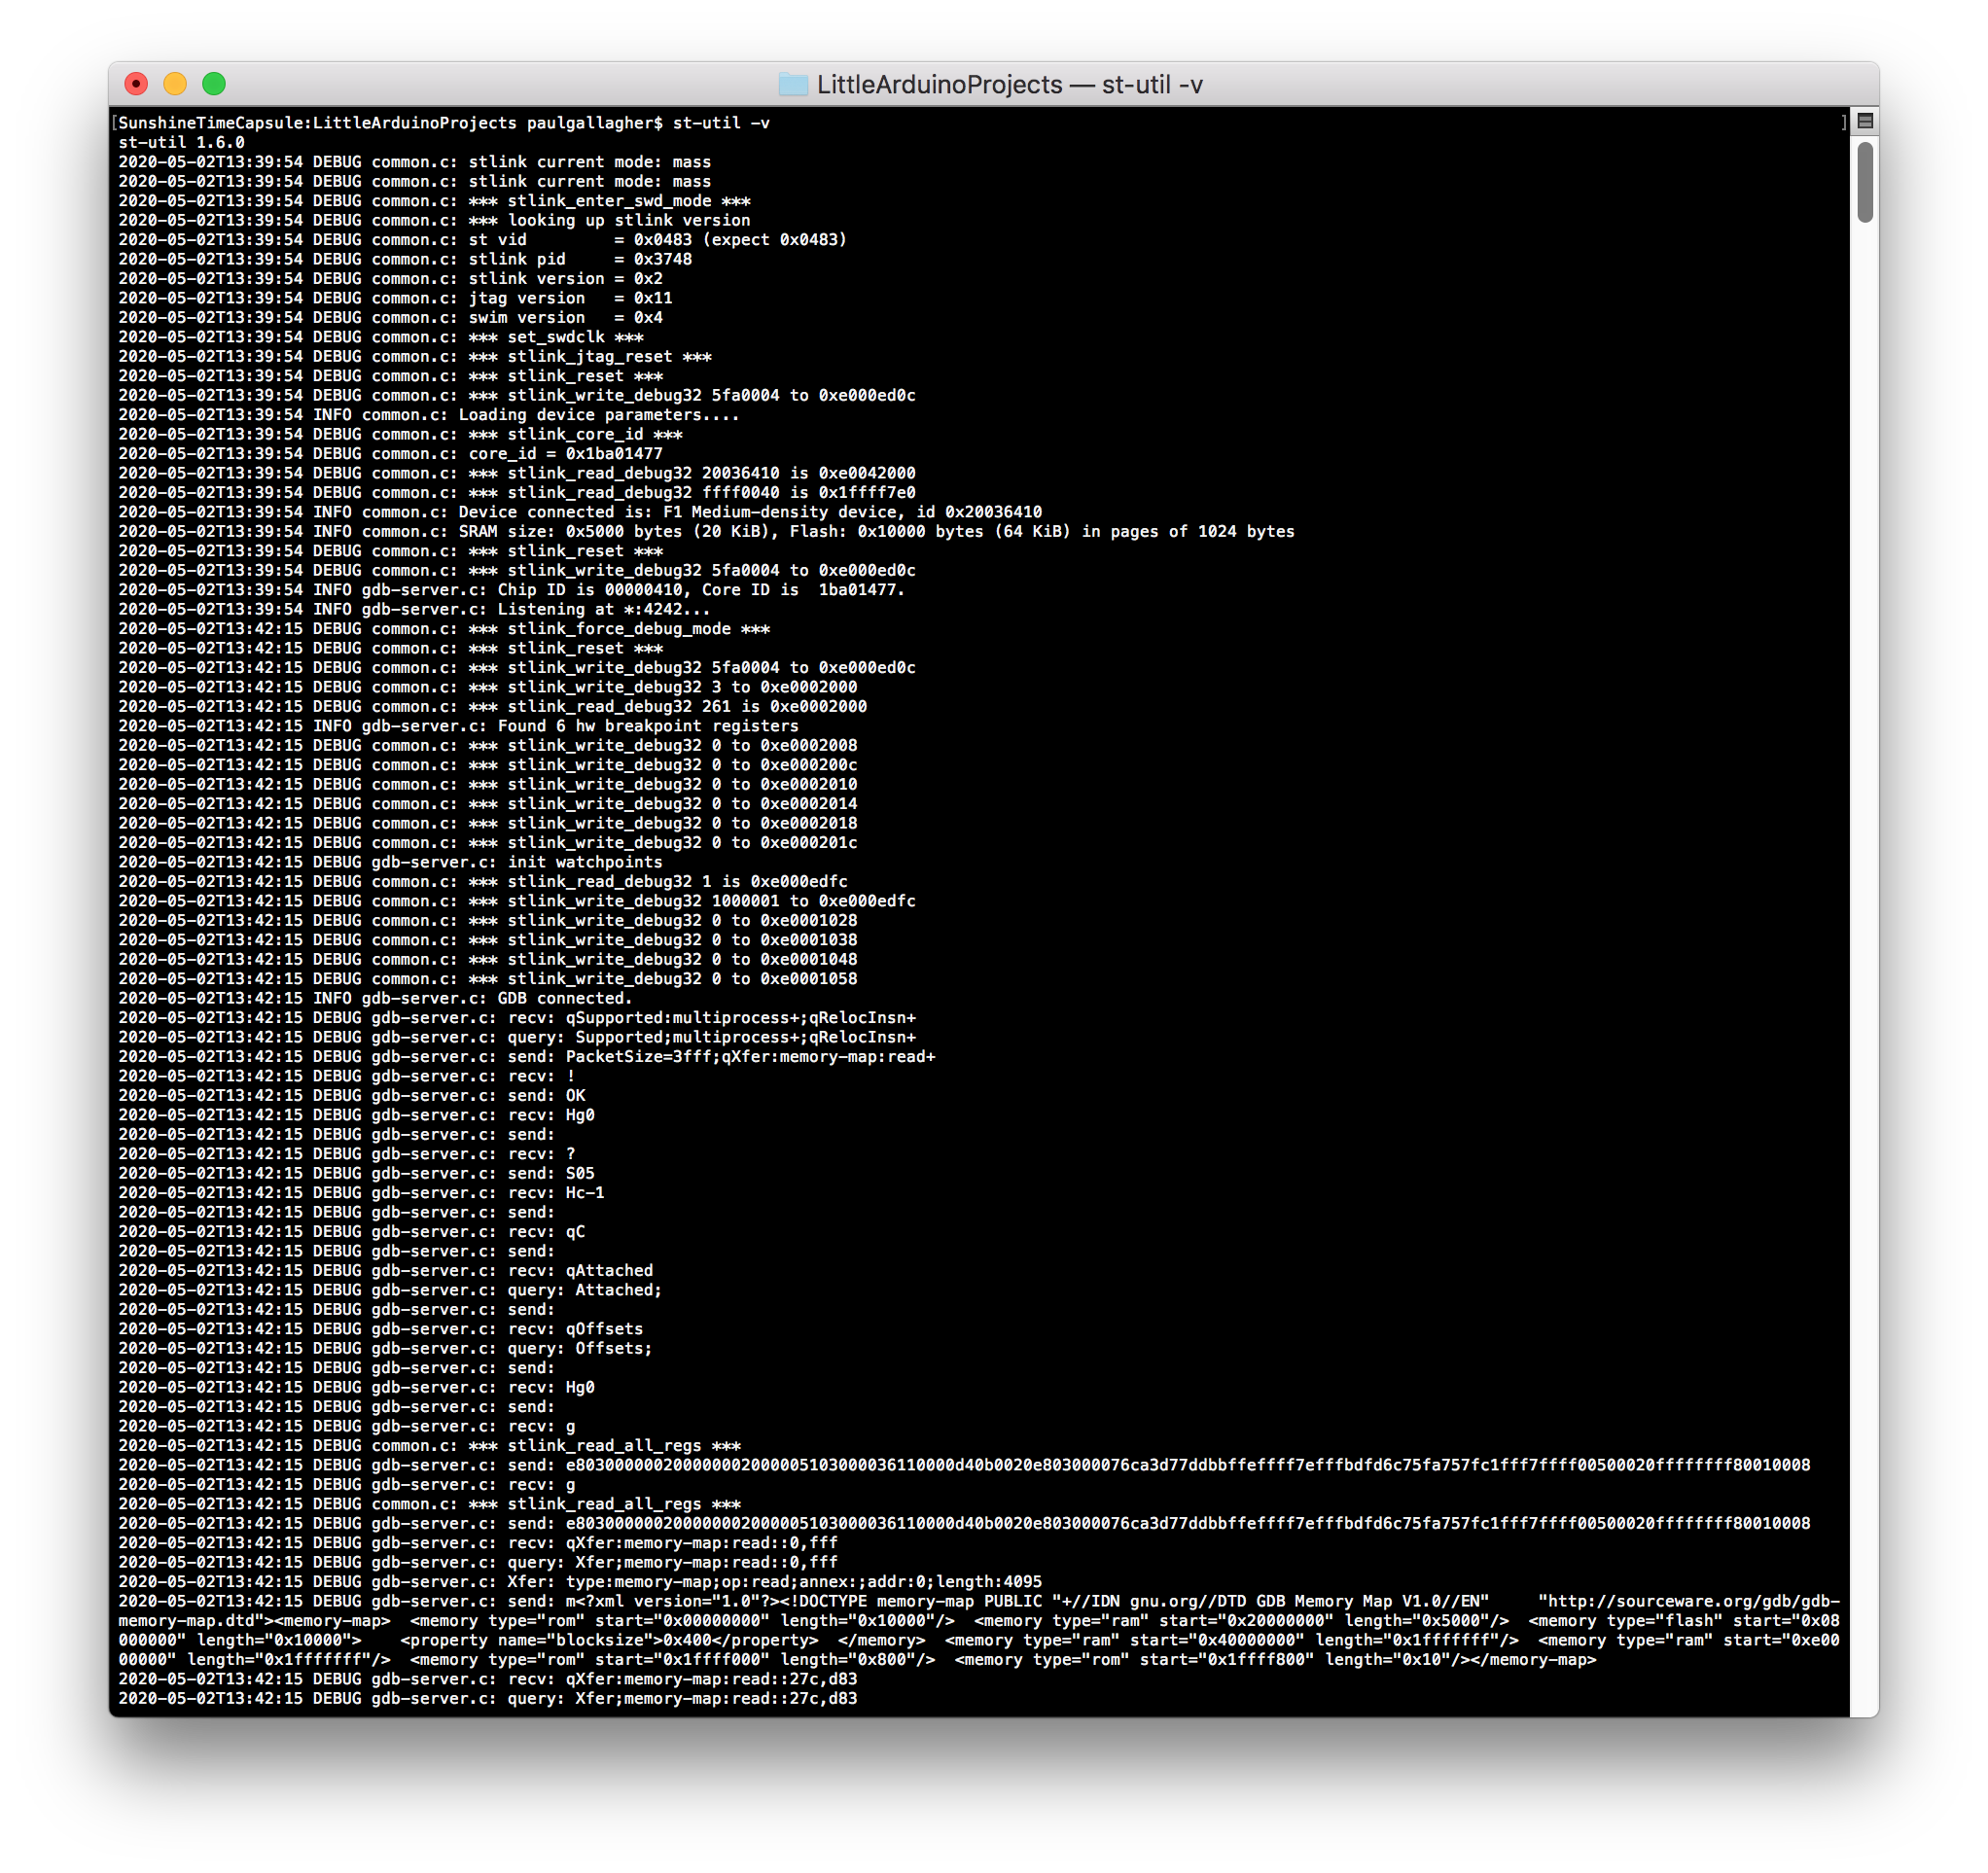 LittleArduinoProjects — st-util -v
[SunshineTimeCapsule:LittleArduinoProjects paulgallagher$ st-util -v ]
st-util 1.6.0
2020-05-02T13:39:54 DEBUG common.c: stlink current mode: mass
2020-05-02T13:39:54 DEBUG common.c: stlink current mode: mass
2020-05-02T13:39:54 DEBUG common.c: *** stlink_enter_swd_mode ***
2020-05-02T13:39:54 DEBUG common.c: *** looking up stlink version
2020-05-02T13:39:54 DEBUG common.c: st vid         = 0x0483 (expect 0x0483)
2020-05-02T13:39:54 DEBUG common.c: stlink pid     = 0x3748
2020-05-02T13:39:54 DEBUG common.c: stlink version = 0x2
2020-05-02T13:39:54 DEBUG common.c: jtag version   = 0x11
2020-05-02T13:39:54 DEBUG common.c: swim version   = 0x4
2020-05-02T13:39:54 DEBUG common.c: *** set_swdclk ***
2020-05-02T13:39:54 DEBUG common.c: *** stlink_jtag_reset ***
2020-05-02T13:39:54 DEBUG common.c: *** stlink_reset ***
2020-05-02T13:39:54 DEBUG common.c: *** stlink_write_debug32 5fa0004 to 0xe000ed0c
2020-05-02T13:39:54 INFO common.c: Loading device parameters....
2020-05-02T13:39:54 DEBUG common.c: *** stlink_core_id ***
2020-05-02T13:39:54 DEBUG common.c: core_id = 0x1ba01477
2020-05-02T13:39:54 DEBUG common.c: *** stlink_read_debug32 20036410 is 0xe0042000
2020-05-02T13:39:54 DEBUG common.c: *** stlink_read_debug32 ffff0040 is 0x1ffff7e0
2020-05-02T13:39:54 INFO common.c: Device connected is: F1 Medium-density device, id 0x20036410
2020-05-02T13:39:54 INFO common.c: SRAM size: 0x5000 bytes (20 KiB), Flash: 0x10000 bytes (64 KiB) in pages of 1024 bytes
2020-05-02T13:39:54 DEBUG common.c: *** stlink_reset ***
2020-05-02T13:39:54 DEBUG common.c: *** stlink_write_debug32 5fa0004 to 0xe000ed0c
2020-05-02T13:39:54 INFO gdb-server.c: Chip ID is 00000410, Core ID is  1ba01477.
2020-05-02T13:39:54 INFO gdb-server.c: Listening at *:4242...
2020-05-02T13:42:15 DEBUG common.c: *** stlink_force_debug_mode ***
2020-05-02T13:42:15 DEBUG common.c: *** stlink_reset ***
2020-05-02T13:42:15 DEBUG common.c: *** stlink_write_debug32 5fa0004 to 0xe000ed0c
2020-05-02T13:42:15 DEBUG common.c: *** stlink_write_debug32 3 to 0xe0002000
2020-05-02T13:42:15 DEBUG common.c: *** stlink_read_debug32 261 is 0xe0002000
2020-05-02T13:42:15 INFO gdb-server.c: Found 6 hw breakpoint registers
2020-05-02T13:42:15 DEBUG common.c: *** stlink_write_debug32 0 to 0xe0002008
2020-05-02T13:42:15 DEBUG common.c: *** stlink_write_debug32 0 to 0xe000200c
2020-05-02T13:42:15 DEBUG common.c: *** stlink_write_debug32 0 to 0xe0002010
2020-05-02T13:42:15 DEBUG common.c: *** stlink_write_debug32 0 to 0xe0002014
2020-05-02T13:42:15 DEBUG common.c: *** stlink_write_debug32 0 to 0xe0002018
2020-05-02T13:42:15 DEBUG common.c: *** stlink_write_debug32 0 to 0xe000201c
2020-05-02T13:42:15 DEBUG gdb-server.c: init watchpoints
2020-05-02T13:42:15 DEBUG common.c: *** stlink_read_debug32 1 is 0xe000edfc
2020-05-02T13:42:15 DEBUG common.c: *** stlink_write_debug32 1000001 to 0xe000edfc
2020-05-02T13:42:15 DEBUG common.c: *** stlink_write_debug32 0 to 0xe0001028
2020-05-02T13:42:15 DEBUG common.c: *** stlink_write_debug32 0 to 0xe0001038
2020-05-02T13:42:15 DEBUG common.c: *** stlink_write_debug32 0 to 0xe0001048
2020-05-02T13:42:15 DEBUG common.c: *** stlink_write_debug32 0 to 0xe0001058
2020-05-02T13:42:15 INFO gdb-server.c: GDB connected.
2020-05-02T13:42:15 DEBUG gdb-server.c: recv: qSupported:multiprocess+;qRelocInsn+
2020-05-02T13:42:15 DEBUG gdb-server.c: query: Supported;multiprocess+;qRelocInsn+
2020-05-02T13:42:15 DEBUG gdb-server.c: send: PacketSize=3fff;qXfer:memory-map:read+
2020-05-02T13:42:15 DEBUG gdb-server.c: recv: !
2020-05-02T13:42:15 DEBUG gdb-server.c: send: OK
2020-05-02T13:42:15 DEBUG gdb-server.c: recv: Hg0
2020-05-02T13:42:15 DEBUG gdb-server.c: send:
2020-05-02T13:42:15 DEBUG gdb-server.c: recv: ?
2020-05-02T13:42:15 DEBUG gdb-server.c: send: S05
2020-05-02T13:42:15 DEBUG gdb-server.c: recv: Hc-1
2020-05-02T13:42:15 DEBUG gdb-server.c: send:
2020-05-02T13:42:15 DEBUG gdb-server.c: recv: qC
2020-05-02T13:42:15 DEBUG gdb-server.c: send:
2020-05-02T13:42:15 DEBUG gdb-server.c: recv: qAttached
2020-05-02T13:42:15 DEBUG gdb-server.c: query: Attached;
2020-05-02T13:42:15 DEBUG gdb-server.c: send:
2020-05-02T13:42:15 DEBUG gdb-server.c: recv: qOffsets
2020-05-02T13:42:15 DEBUG gdb-server.c: query: Offsets;
2020-05-02T13:42:15 DEBUG gdb-server.c: send:
2020-05-02T13:42:15 DEBUG gdb-server.c: recv: Hg0
2020-05-02T13:42:15 DEBUG gdb-server.c: send:
2020-05-02T13:42:15 DEBUG gdb-server.c: recv: g
2020-05-02T13:42:15 DEBUG common.c: *** stlink_read_all_regs ***
2020-05-02T13:42:15 DEBUG gdb-server.c: send: e803000000200000002000005103000036110000d40b0020e803000076ca3d77ddbbffeffff7efffbdfd6c75fa757fc1fff7ffff00500020ffffffff80010008
2020-05-02T13:42:15 DEBUG gdb-server.c: recv: g
2020-05-02T13:42:15 DEBUG common.c: *** stlink_read_all_regs ***
2020-05-02T13:42:15 DEBUG gdb-server.c: send: e803000000200000002000005103000036110000d40b0020e803000076ca3d77ddbbffeffff7efffbdfd6c75fa757fc1fff7ffff00500020ffffffff80010008
2020-05-02T13:42:15 DEBUG gdb-server.c: recv: qXfer:memory-map:read::0,fff
2020-05-02T13:42:15 DEBUG gdb-server.c: query: Xfer;memory-map:read::0,fff
2020-05-02T13:42:15 DEBUG gdb-server.c: Xfer: type:memory-map;op:read;annex:;addr:0;length:4095
2020-05-02T13:42:15 DEBUG gdb-server.c: send: m<?xml version="1.0"?><!DOCTYPE memory-map PUBLIC "+//IDN gnu.org//DTD GDB Memory Map V1.0//EN"     "http://sourceware.org/gdb/gdb-
memory-map.dtd"><memory-map>  <memory type="rom" start="0x00000000" length="0x10000"/>  <memory type="ram" start="0x20000000" length="0x5000"/>  <memory type="flash" start="0x08
000000" length="0x10000">    <property name="blocksize">0x400</property>  </memory>  <memory type="ram" start="0x40000000" length="0x1fffffff"/>  <memory type="ram" start="0xe00
00000" length="0x1fffffff"/>  <memory type="rom" start="0x1ffff000" length="0x800"/>  <memory type="rom" start="0x1ffff800" length="0x10"/></memory-map>
2020-05-02T13:42:15 DEBUG gdb-server.c: recv: qXfer:memory-map:read::27c,d83
2020-05-02T13:42:15 DEBUG gdb-server.c: query: Xfer;memory-map:read::27c,d83